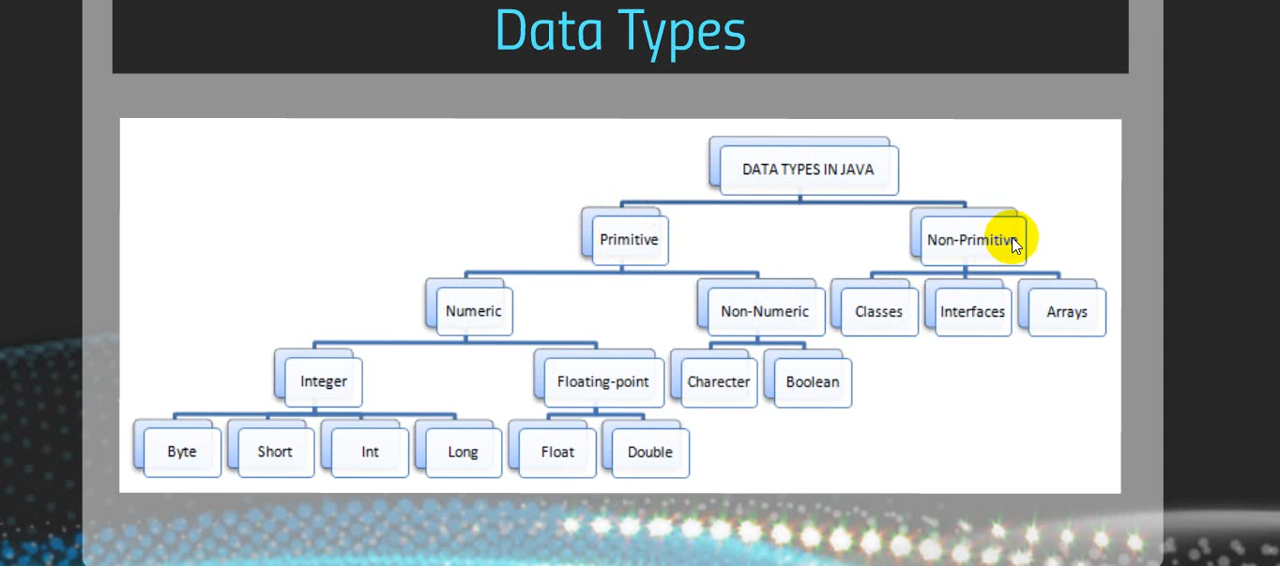 Data Types
DATA TYPES IN JAVA
Primitive
Non-Primitive
Numeric
Non-Numeric
Classes
Interfaces
Arrays
Integer
Floating-point
Charecter
Boolean
Byte
Short
Int
Long
Float
Double